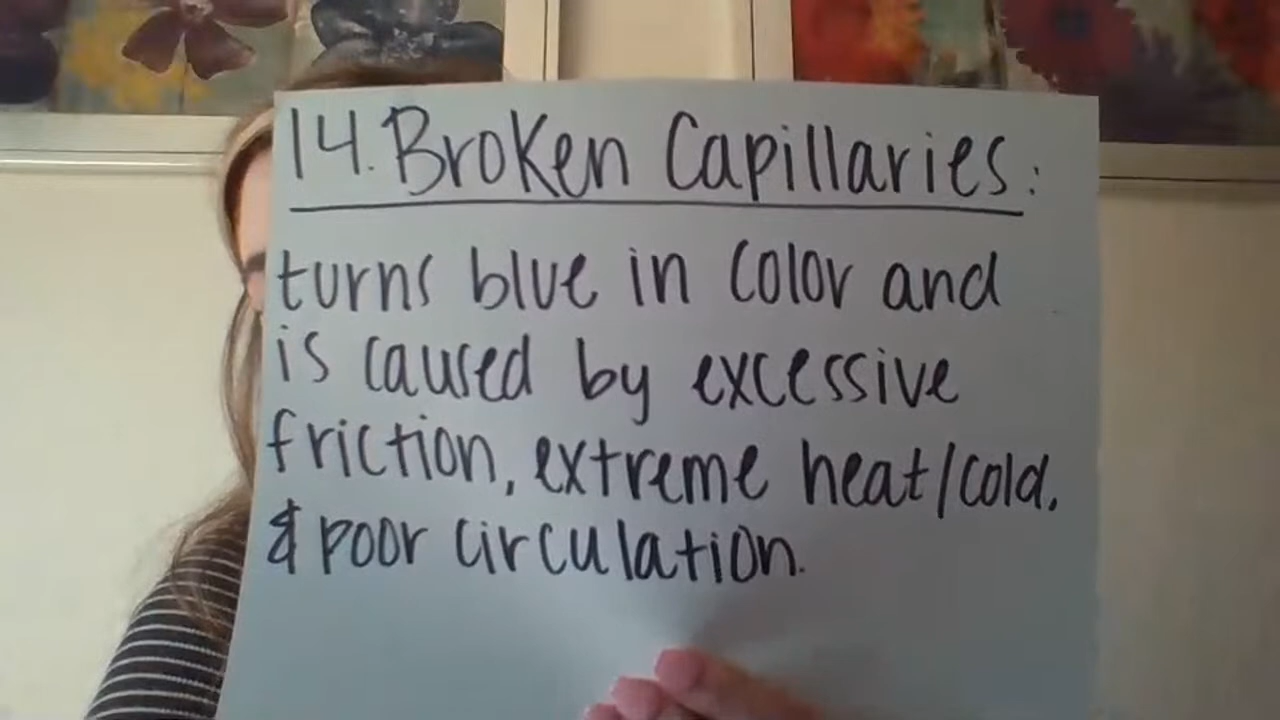 14. Broken Capillaries:
turns blue in color and
is caused by excessive
friction, extreme heat/cold,
& poor circulation.